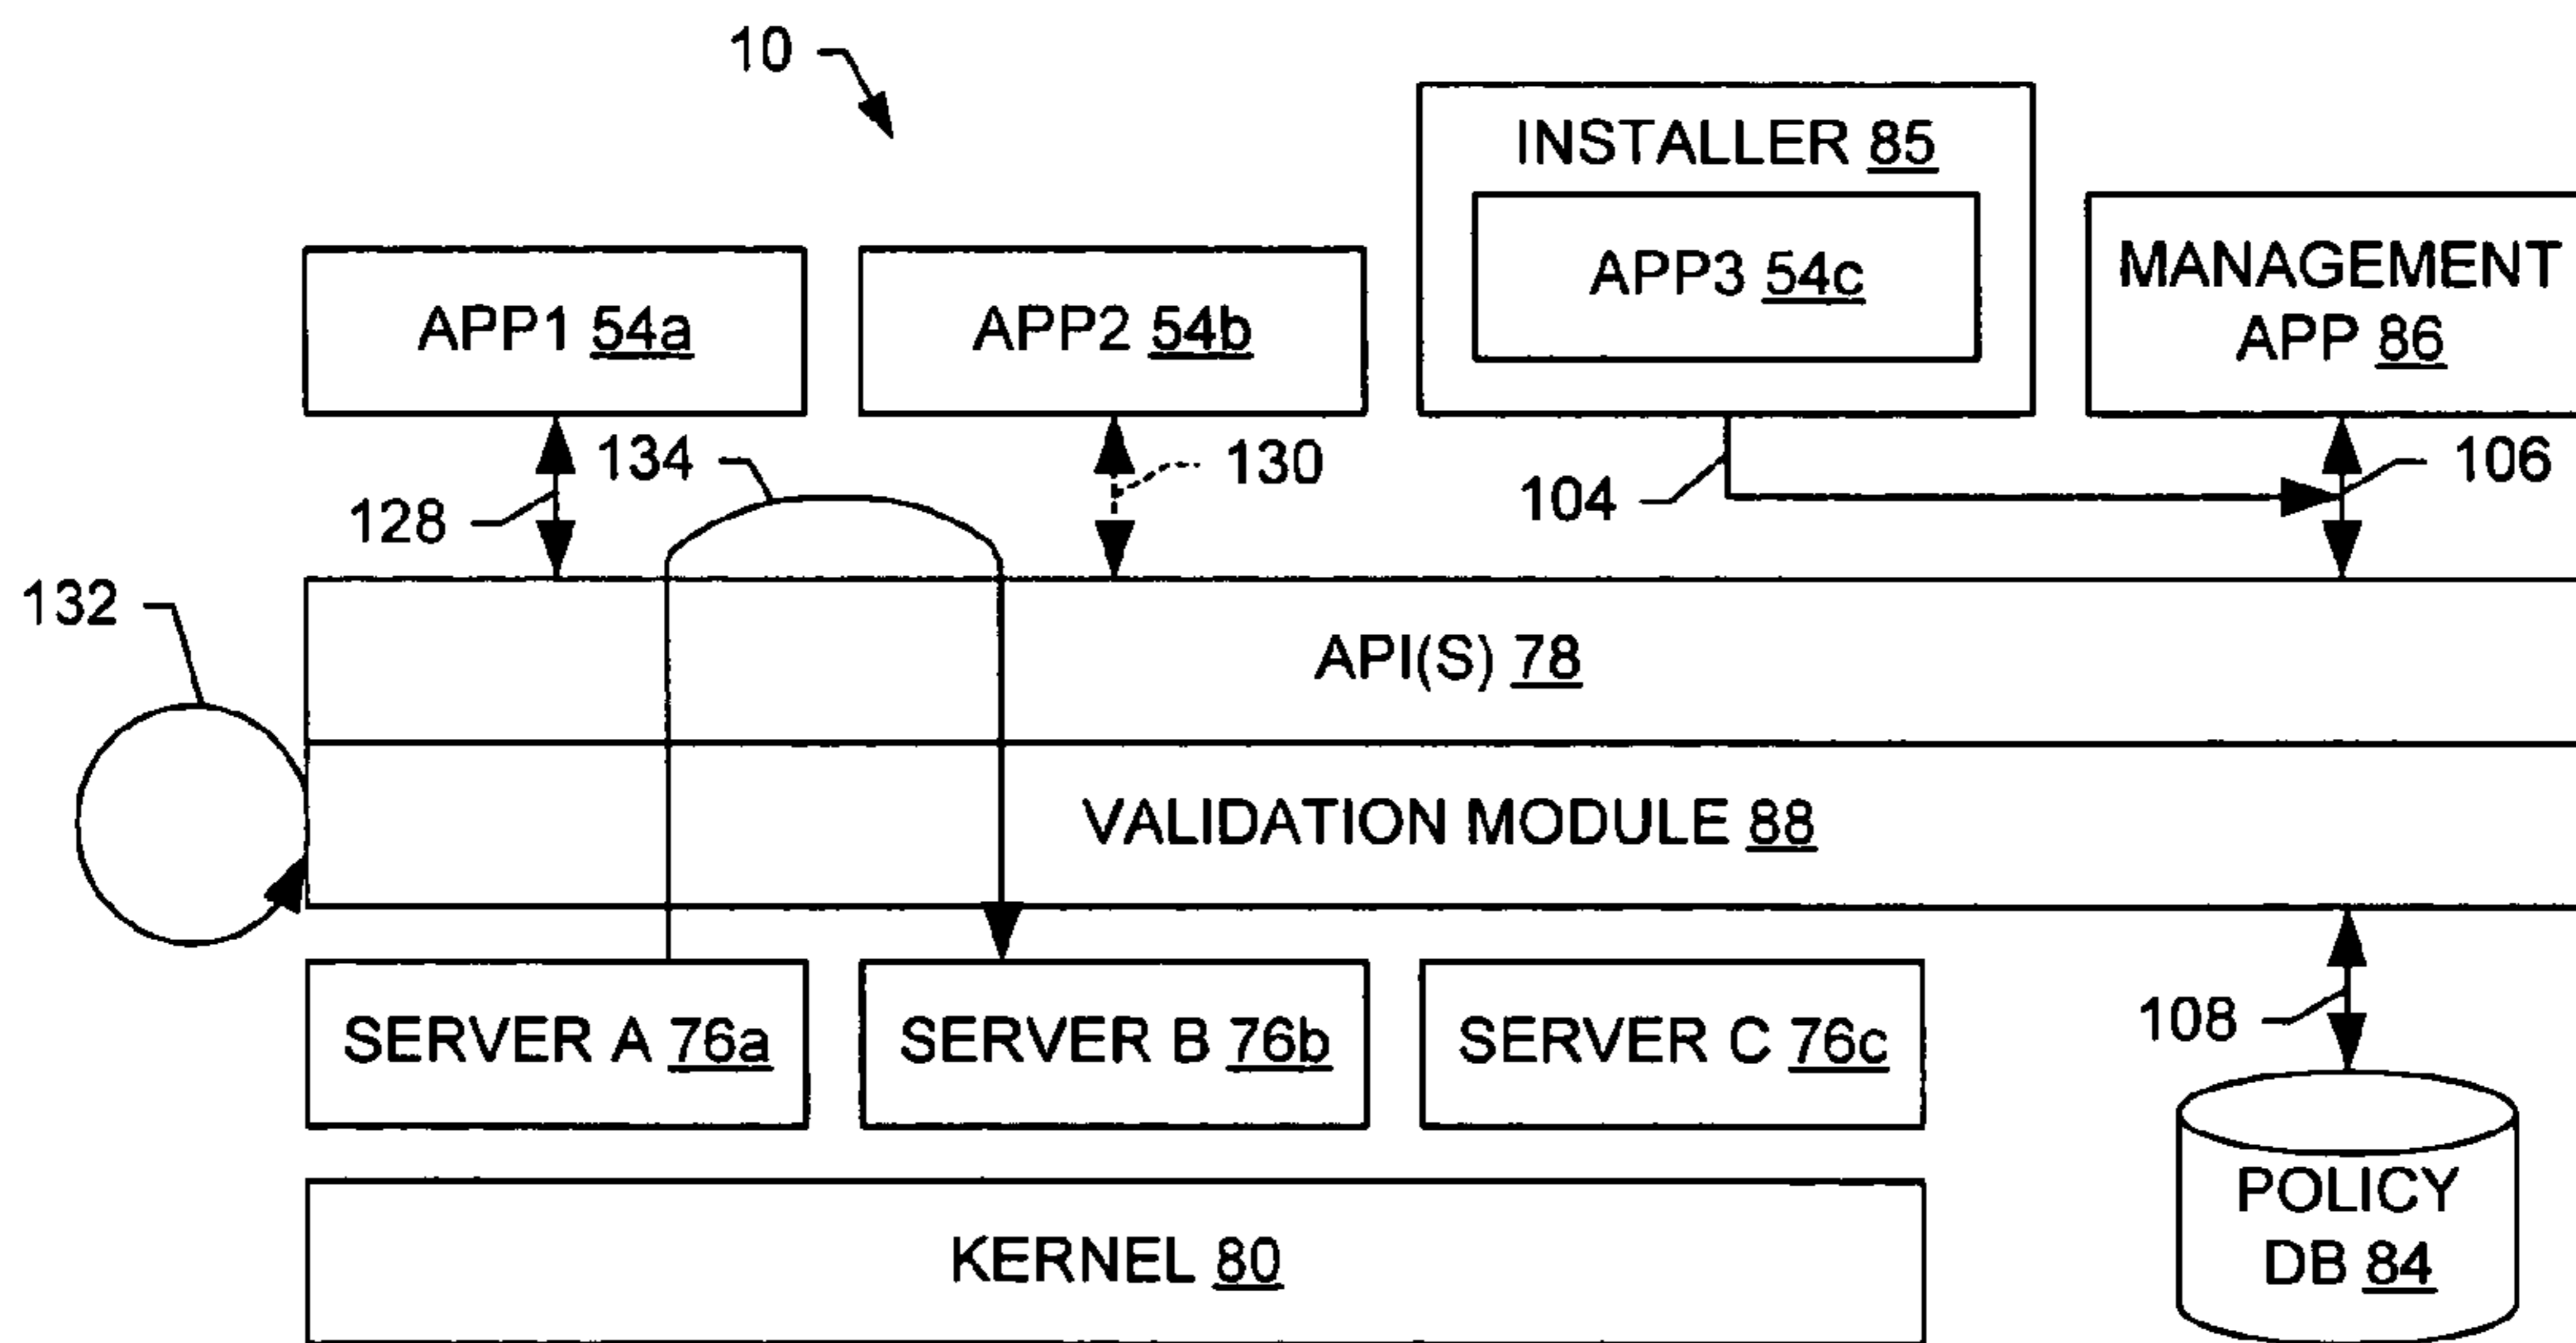 10
INSTALLER 85
APP3 54c
MANAGEMENT
APP 86
APP1 54a
APP2 54b
134
130
106
128
104
132
API(S) 78
VALIDATION MODULE 88
SERVER A 76a
SERVER B 76b
SERVER C 76c
108
POLICY
DB 84
KERNEL 80